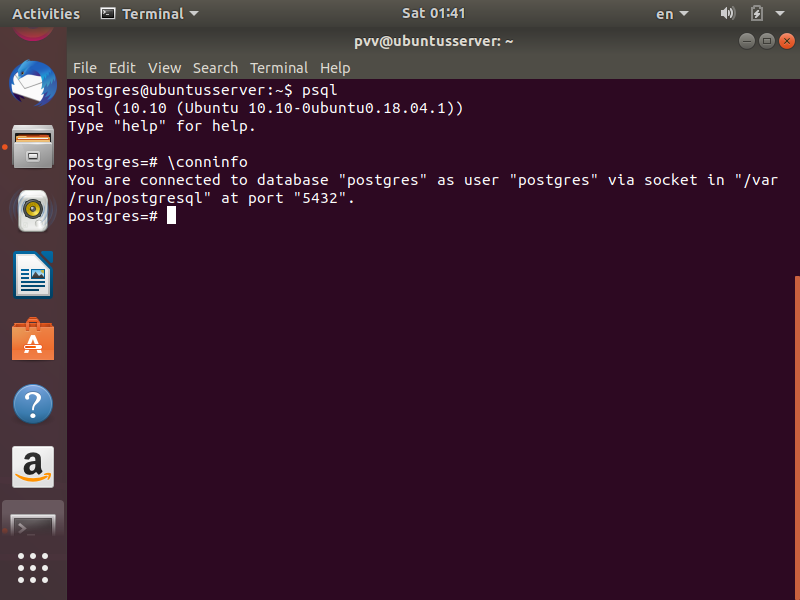 Activities Terminal Sat 01:41 en
pvv@ubuntusserver: ~
File Edit View Search Terminal Help
postgres@ubuntusserver:~$ psql
psql (10.10 (Ubuntu 10.10-0ubuntu0.18.04.1))
Type "help" for help.
postgres=# \conninfo
You are connected to database "postgres" as user "postgres" via socket in "/var
/run/postgresql" at port "5432".
postgres=#